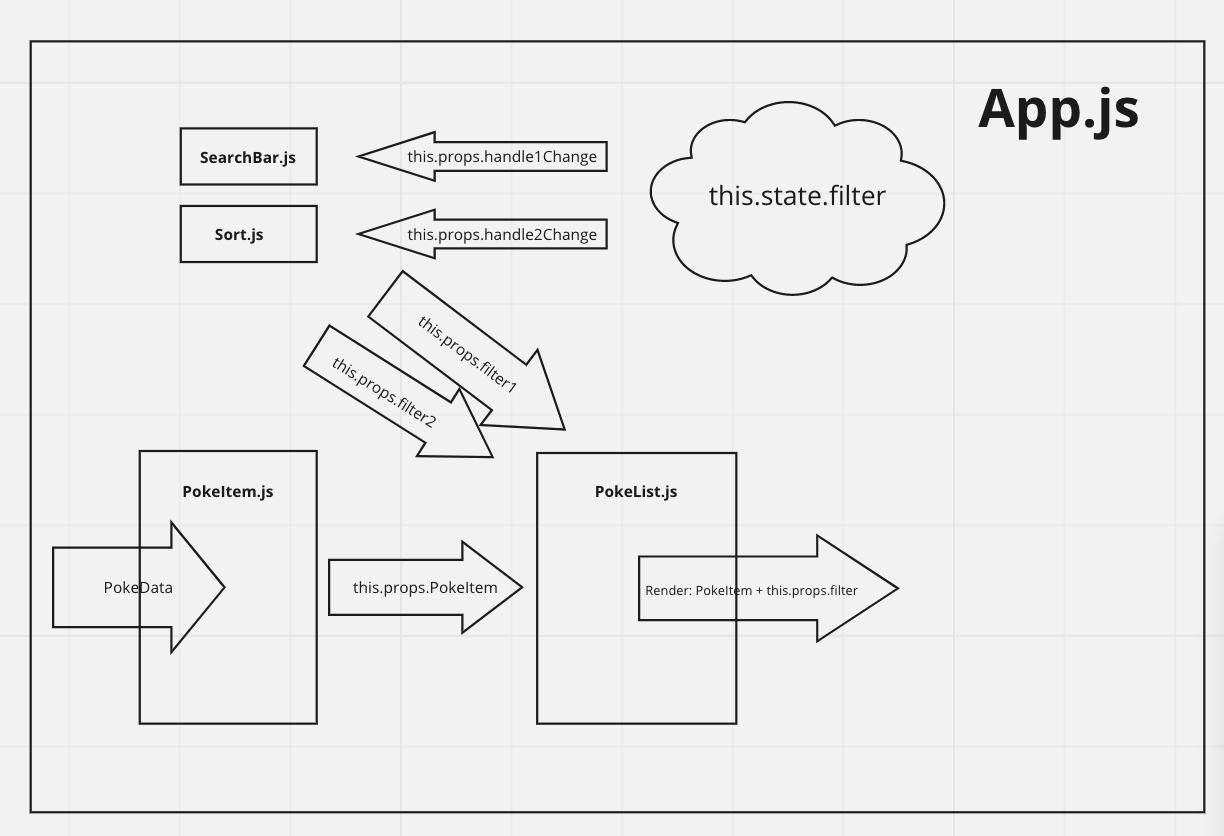 App.js
SearchBar.js
this.props.handle1Change
this.state.filter
Sort.js
this.props.handle2Change
this.props.filter1
this.props.filter2
PokeItem.js
PokeList.js
PokeData
this.props.PokeItem
Render: PokeItem + this.props.filter